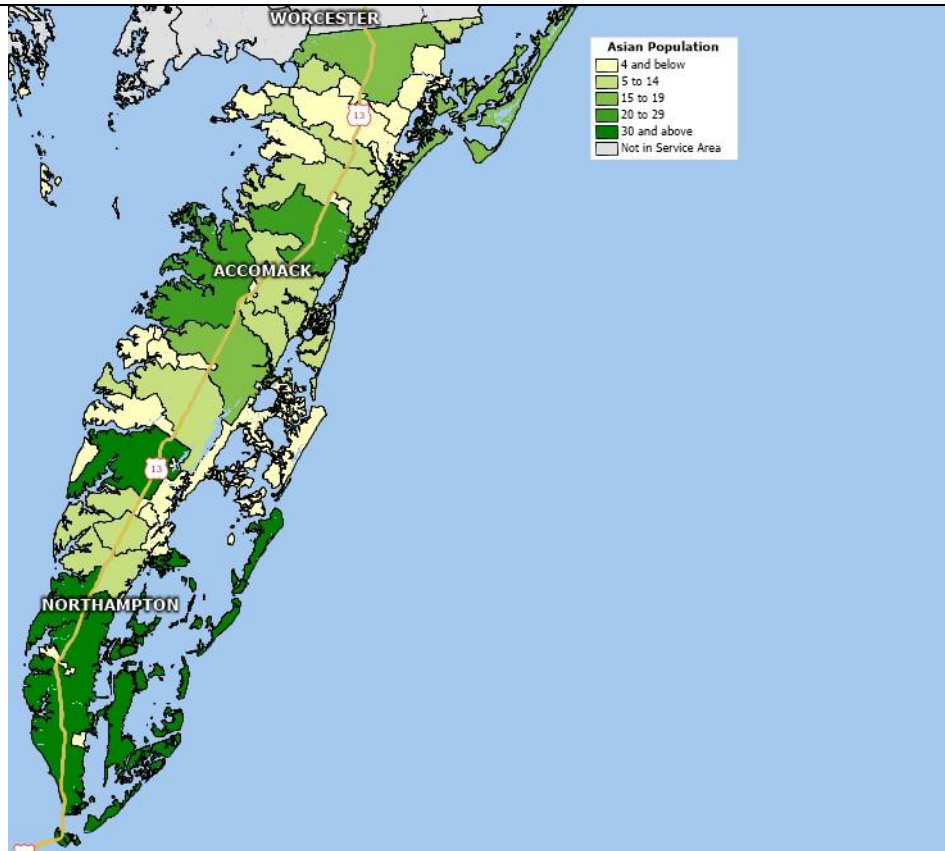 WORCESTER
Asian Population
4 and below
5 to 14
15 to 19
20 to 29
30 and above
Not in Service Area
13
ACCOMACK
13
NORTHAMPTON